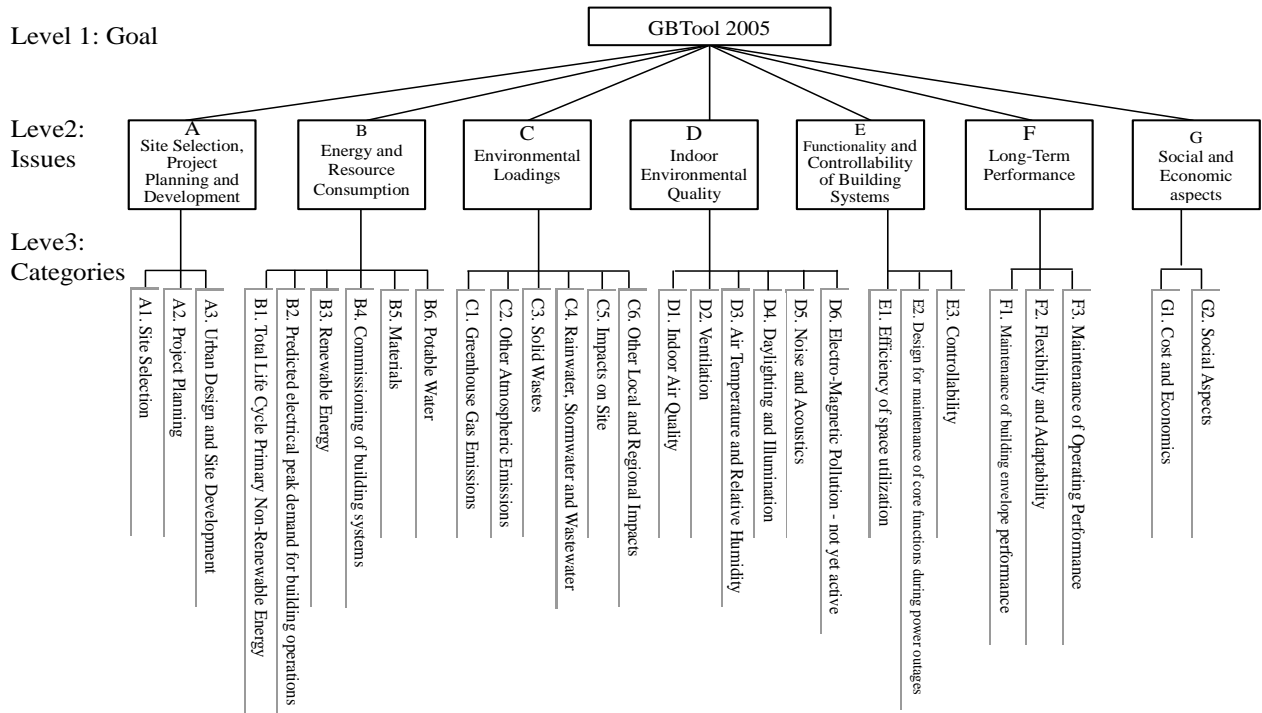 Level 1: Goal
GBTool 2005
Leve2:
Issues
A
Site Selection,
Project
Planning and
Development
B
Energy and
Resource
Consumption
C
Environmental
Loadings
D
Indoor
Environmental
Quality
E
Functionality and
Controllability
of Building
Systems
F
Long-Term
Performance
G
Social and
Economic
aspects
Leve3:
Categories
A1. Site Selection
A2. Project Planning
A3. Urban Design and Site Development
B1. Total Life Cycle Primary Non-Renewable Energy
B2. Predicted electrical peak demand for building operations
B3. Renewable Energy
B4. Commissioning of building systems
B5. Materials
B6. Potable Water
C1. Greenhouse Gas Emissions
C2. Other Atmospheric Emissions
C3. Solid Wastes
C4. Rainwater, Stormwater and Wastewater
C5. Impacts on Site
C6. Other Local and Regional Impacts
D1. Indoor Air Quality
D2. Ventilation
D3. Air Temperature and Relative Humidity
D4. Daylighting and Illumination
D5. Noise and Acoustics
D6. Electro-Magnetic Pollution - not yet active
E1. Efficiency of space utilization
E2. Design for maintenance of core functions during power outages
E3. Controllability
F1. Maintenance of building envelope performance
F2. Flexibility and Adaptability
F3. Maintenance of Operating Performance
G1. Cost and Economics
G2. Social Aspects